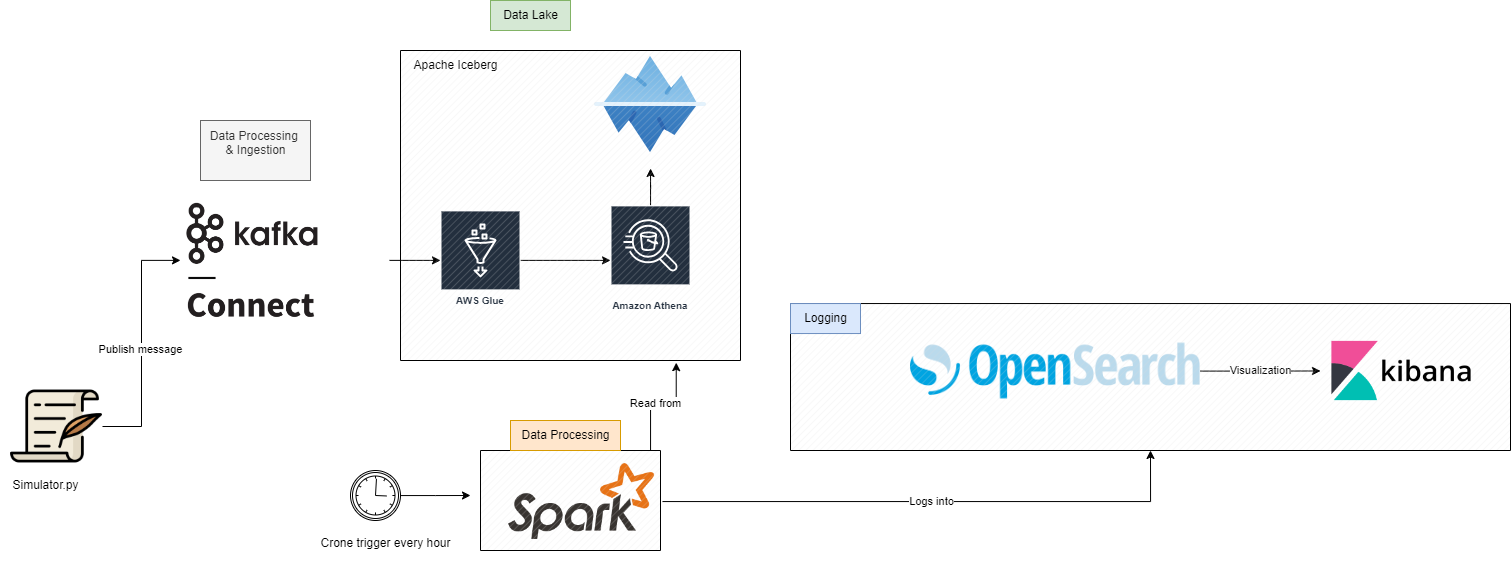 Data Lake
Apache Iceberg
Data Processing
& Ingestion
kafka
Connect
AWS Glue
Amazon Athena
Publish message
Simulator.py
Logging
OpenSearch
Visualization
kibana
Read from
Data Processing
Spark
Logs into
Crone trigger every hour